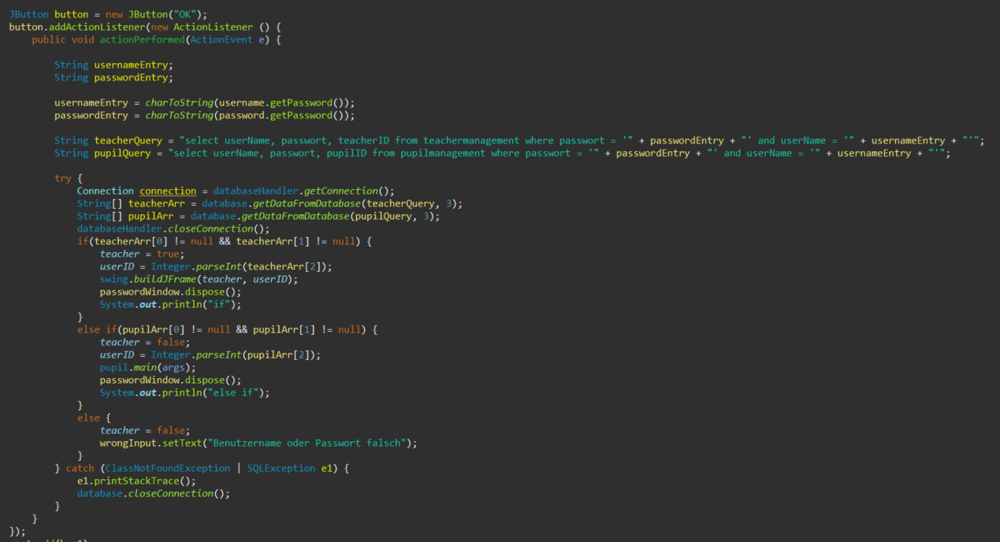 JButton button = new JButton("OK");
button.addActionListener(new ActionListener () {
    public void actionPerformed(ActionEvent e) {

        String usernameEntry;
        String passwordEntry;

        usernameEntry = charToString(username.getPassword());
        passwordEntry = charToString(password.getPassword());

        String teacherQuery = "select userName, passwort, teacherID from teachermanagement where passwort = '" + passwordEntry + "' and userName = '" + usernameEntry + "'";
        String pupilQuery = "select userName, passwort, pupilID from pupilmanagement where passwort = '" + passwordEntry + "' and userName = '" + usernameEntry + "'";

        try {
            Connection connection = databaseHandler.getConnection();
            String[] teacherArr = database.getDataFromDatabase(teacherQuery, 3);
            String[] pupilArr = database.getDataFromDatabase(pupilQuery, 3);
            databaseHandler.closeConnection();
            if(teacherArr[0] != null && teacherArr[1] != null) {
                teacher = true;
                userID = Integer.parseInt(teacherArr[2]);
                swing.buildJFrame(teacher, userID);
                passwordWindow.dispose();
                System.out.println("if");
            }
            else if(pupilArr[0] != null && pupilArr[1] != null) {
                teacher = false;
                userID = Integer.parseInt(pupilArr[2]);
                pupil.main(args);
                passwordWindow.dispose();
                System.out.println("else if");
            }
            else {
                teacher = false;
                wrongInput.setText("Benutzername oder Passwort falsch");
            }
        } catch (ClassNotFoundException | SQLException e1) {
            e1.printStackTrace();
            database.closeConnection();
        }
    }
});